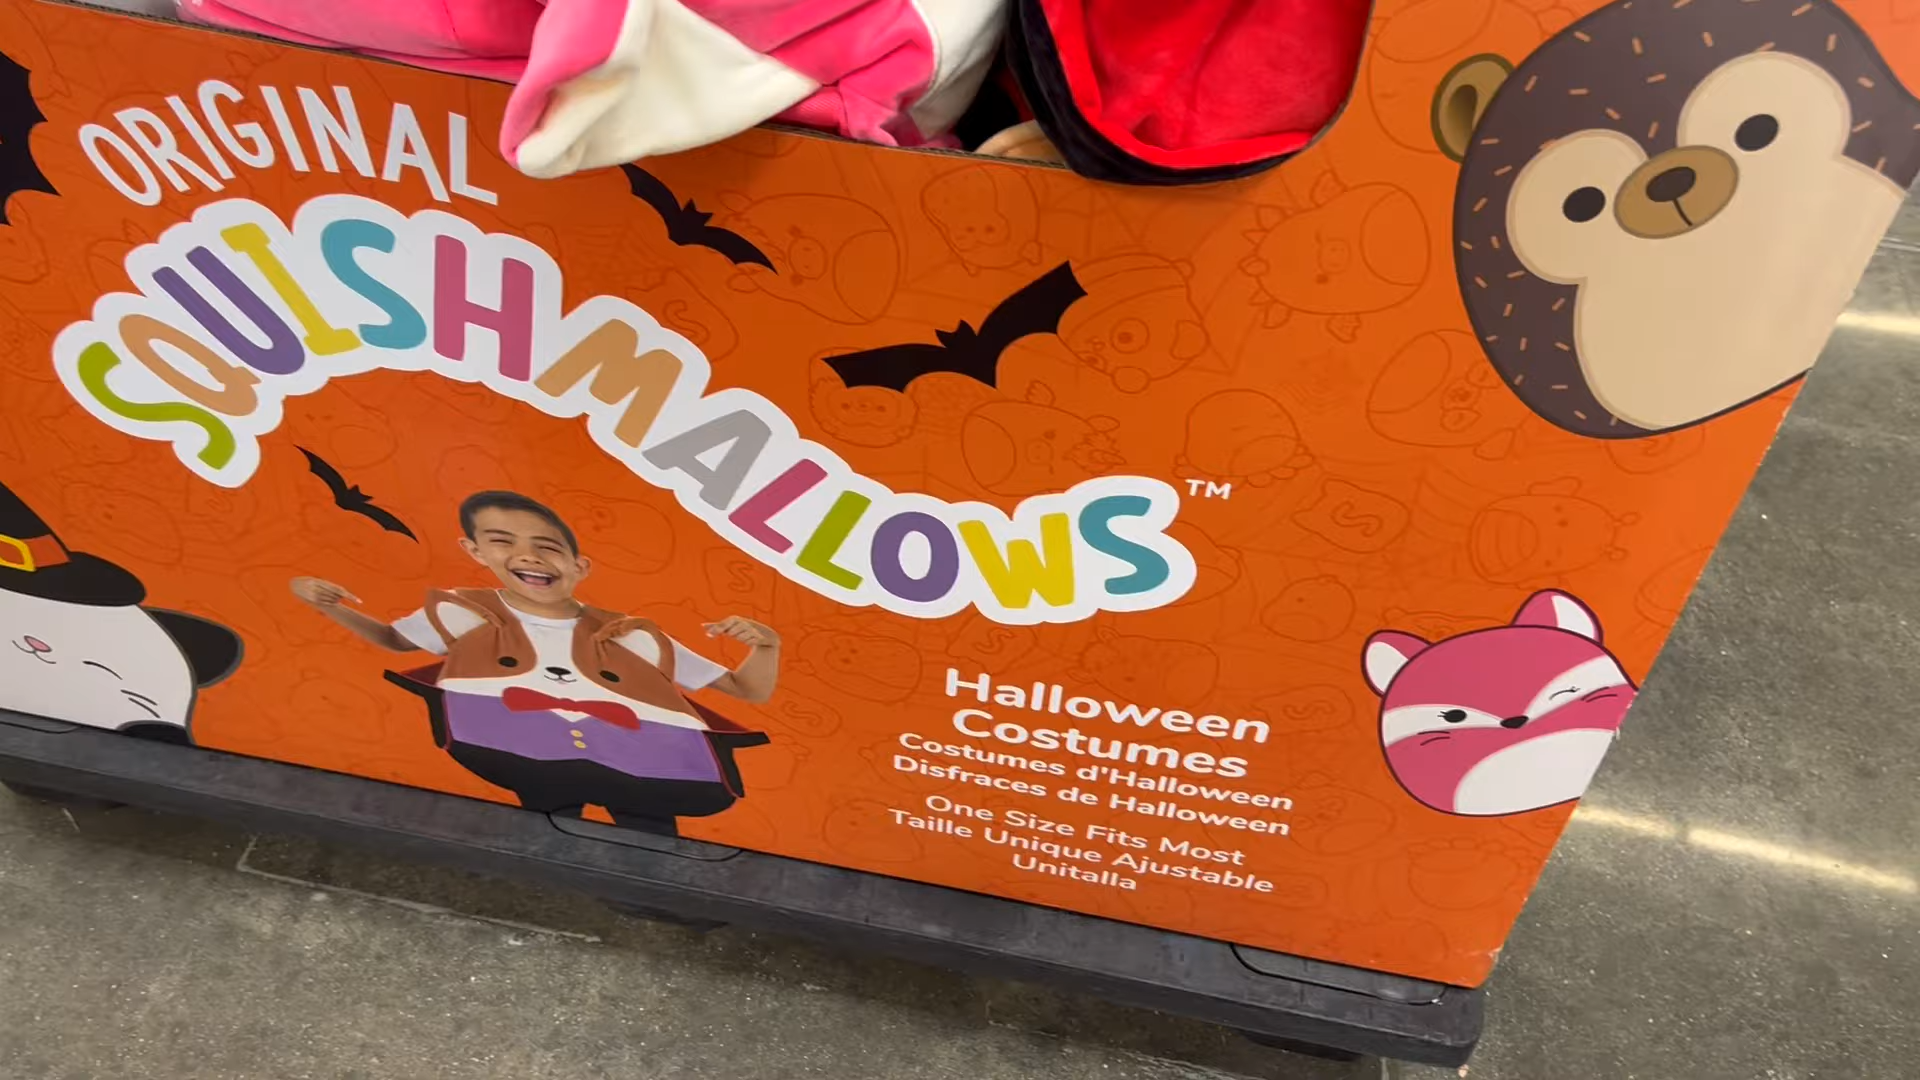 ORIGINAL
SQUISHMALLOWS™
Halloween
Costumes
Costumes d'Halloween
Disfraces de Halloween
One Size Fits Most
Taille Unique Ajustable
Unitalla